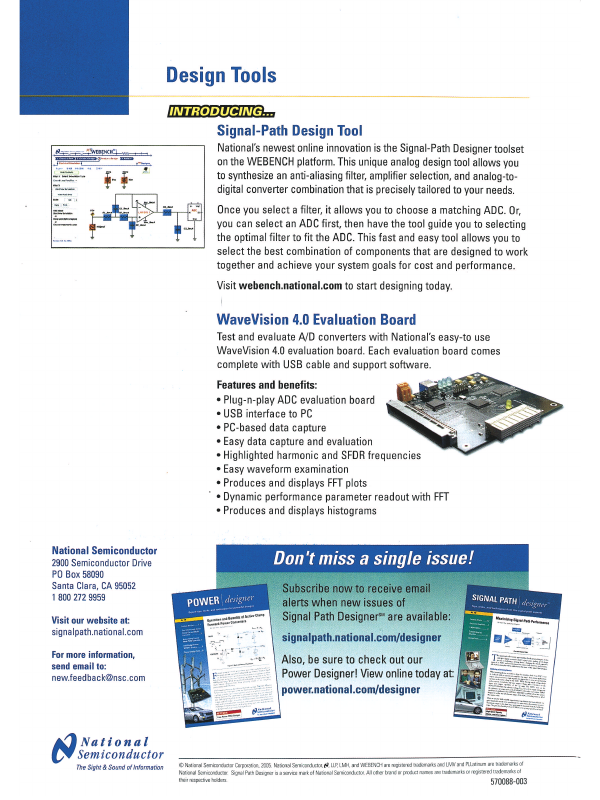 Design Tools
INTRODUCING...
Signal-Path Design Tool
National's newest online innovation is the Signal-Path Designer toolset
on the WEBENCH platform. This unique analog design tool allows you
to synthesize an anti-aliasing filter, amplifier selection, and analog-to-
digital converter combination that is precisely tailored to your needs.
WEBENCH
Once you select a filter, it allows you to choose a matching ADC. Or,
you can select an ADC first, then have the tool guide you to selecting
the optimal filter to fit the ADC. This fast and easy tool allows you to
select the best combination of components that are designed to work
together and achieve your system goals for cost and performance.
Visit webench.national.com to start designing today.
WaveVision 4.0 Evaluation Board
Test and evaluate A/D converters with National's easy-to use
WaveVision 4.0 evaluation board. Each evaluation board comes
complete with USB cable and support software.
Features and benefits:
• Plug-n-play ADC evaluation board
• USB interface to PC
• PC-based data capture
• Easy data capture and evaluation
• Highlighted harmonic and SFDR frequencies
• Easy waveform examination
• Produces and displays FFT plots
• Dynamic performance parameter readout with FFT
• Produces and displays histograms
National Semiconductor
2900 Semiconductor Drive
PO Box 58090
Santa Clara, CA 95052
1 800 272 9959
Visit our website at:
signalpath.national.com
For more information,
send email to:
new.feedback@nsc.com
Don't miss a single issue!
POWER designer
Subscribe now to receive email
alerts when new issues of
Signal Path Designer℠ are available:
signalpath.national.com/designer
Also, be sure to check out our
Power Designer! View online today at:
power.national.com/designer
SIGNAL PATH designer
Maximizing Signal Path Performance
National
Semiconductor
The Sight & Sound of Information
© National Semiconductor Corporation, 2005. National Semiconductor, LLP, LMH, and WEBENCH are registered trademarks and LMV and PLLatinum are trademarks of
National Semiconductor. Signal Path Designer is a service mark of National Semiconductor. All other brand or product names are trademarks or registered trademarks of
their respective holders.
570088-003